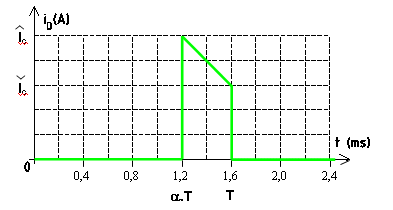 i_D(A)
Î_c
Ǐ_c
0
0,4 0,8 1,2 1,6 2,0 2,4
t (ms)
α.T T